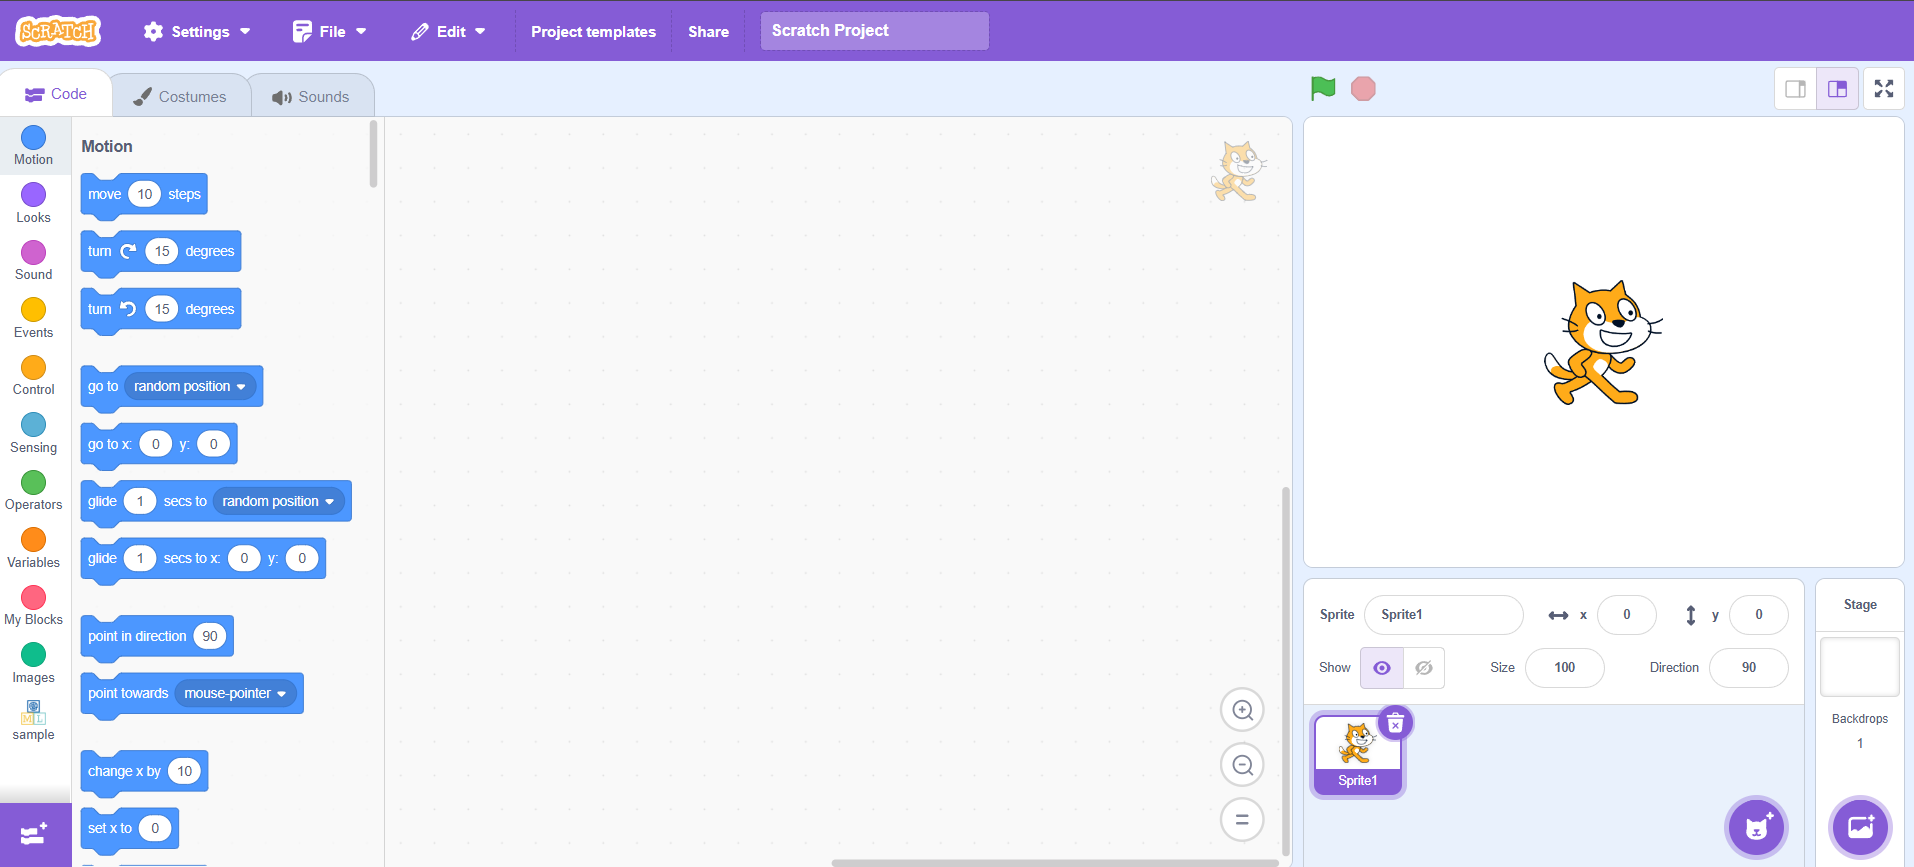 SCRATCH Settings File Edit Project templates Share Scratch Project
Code Costumes Sounds
Motion
Looks
Sound
Events
Control
Sensing
Operators
Variables
My Blocks
Images
ML
sample
Motion
move 10 steps
turn 15 degrees
turn 15 degrees
go to random position
go to x: 0 y: 0
glide 1 secs to random position
glide 1 secs to x: 0 y: 0
point in direction 90
point towards mouse-pointer
change x by 10
set x to 0
Sprite Sprite1 x 0 y 0
Show Size 100 Direction 90
Sprite1
Stage
Backdrops
1